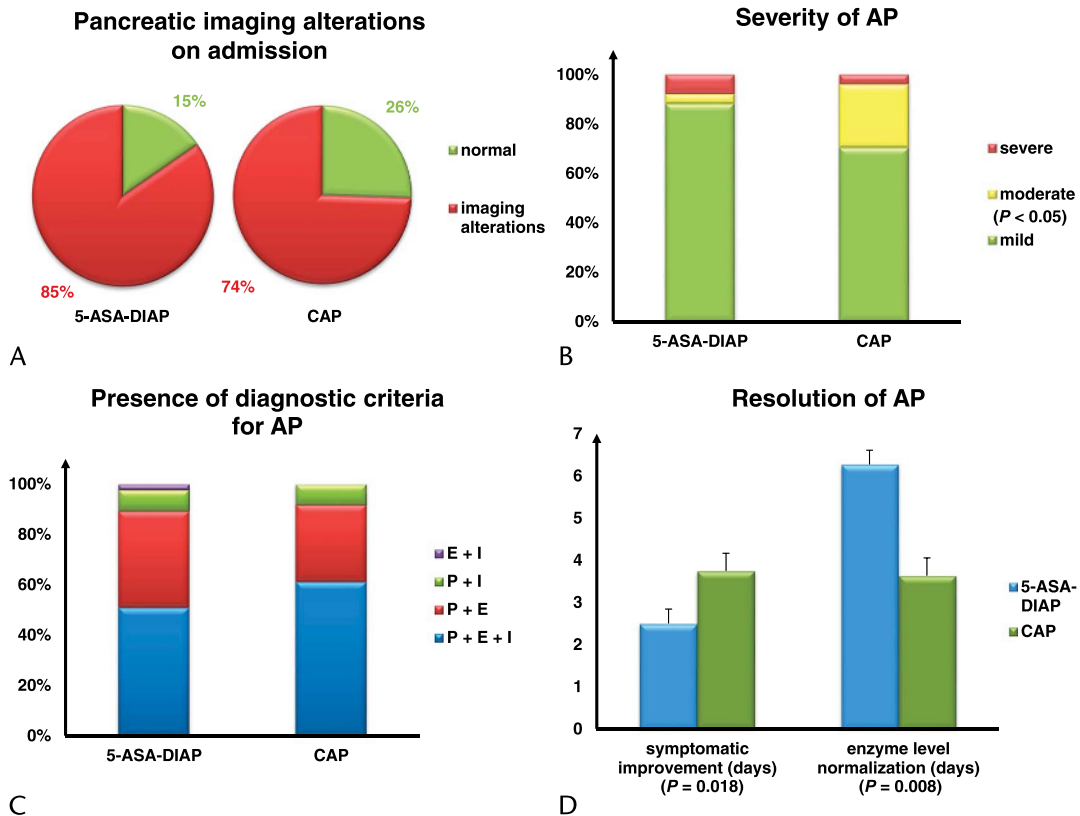 Pancreatic imaging alterations
on admission
15%
85%
5-ASA-DIAP
26%
74%
CAP
normal
imaging
alterations
A
Severity of AP
100%
80%
60%
40%
20%
0%
5-ASA-DIAP
CAP
severe
moderate
(P < 0.05)
mild
B
Presence of diagnostic criteria
for AP
100%
80%
60%
40%
20%
0%
5-ASA-DIAP
CAP
E + I
P + I
P + E
P + E + I
C
Resolution of AP
7
6
5
4
3
2
1
0
symptomatic
improvement (days)
(P = 0.018)
enzyme level
normalization (days)
(P = 0.008)
5-ASA-
DIAP
CAP
D